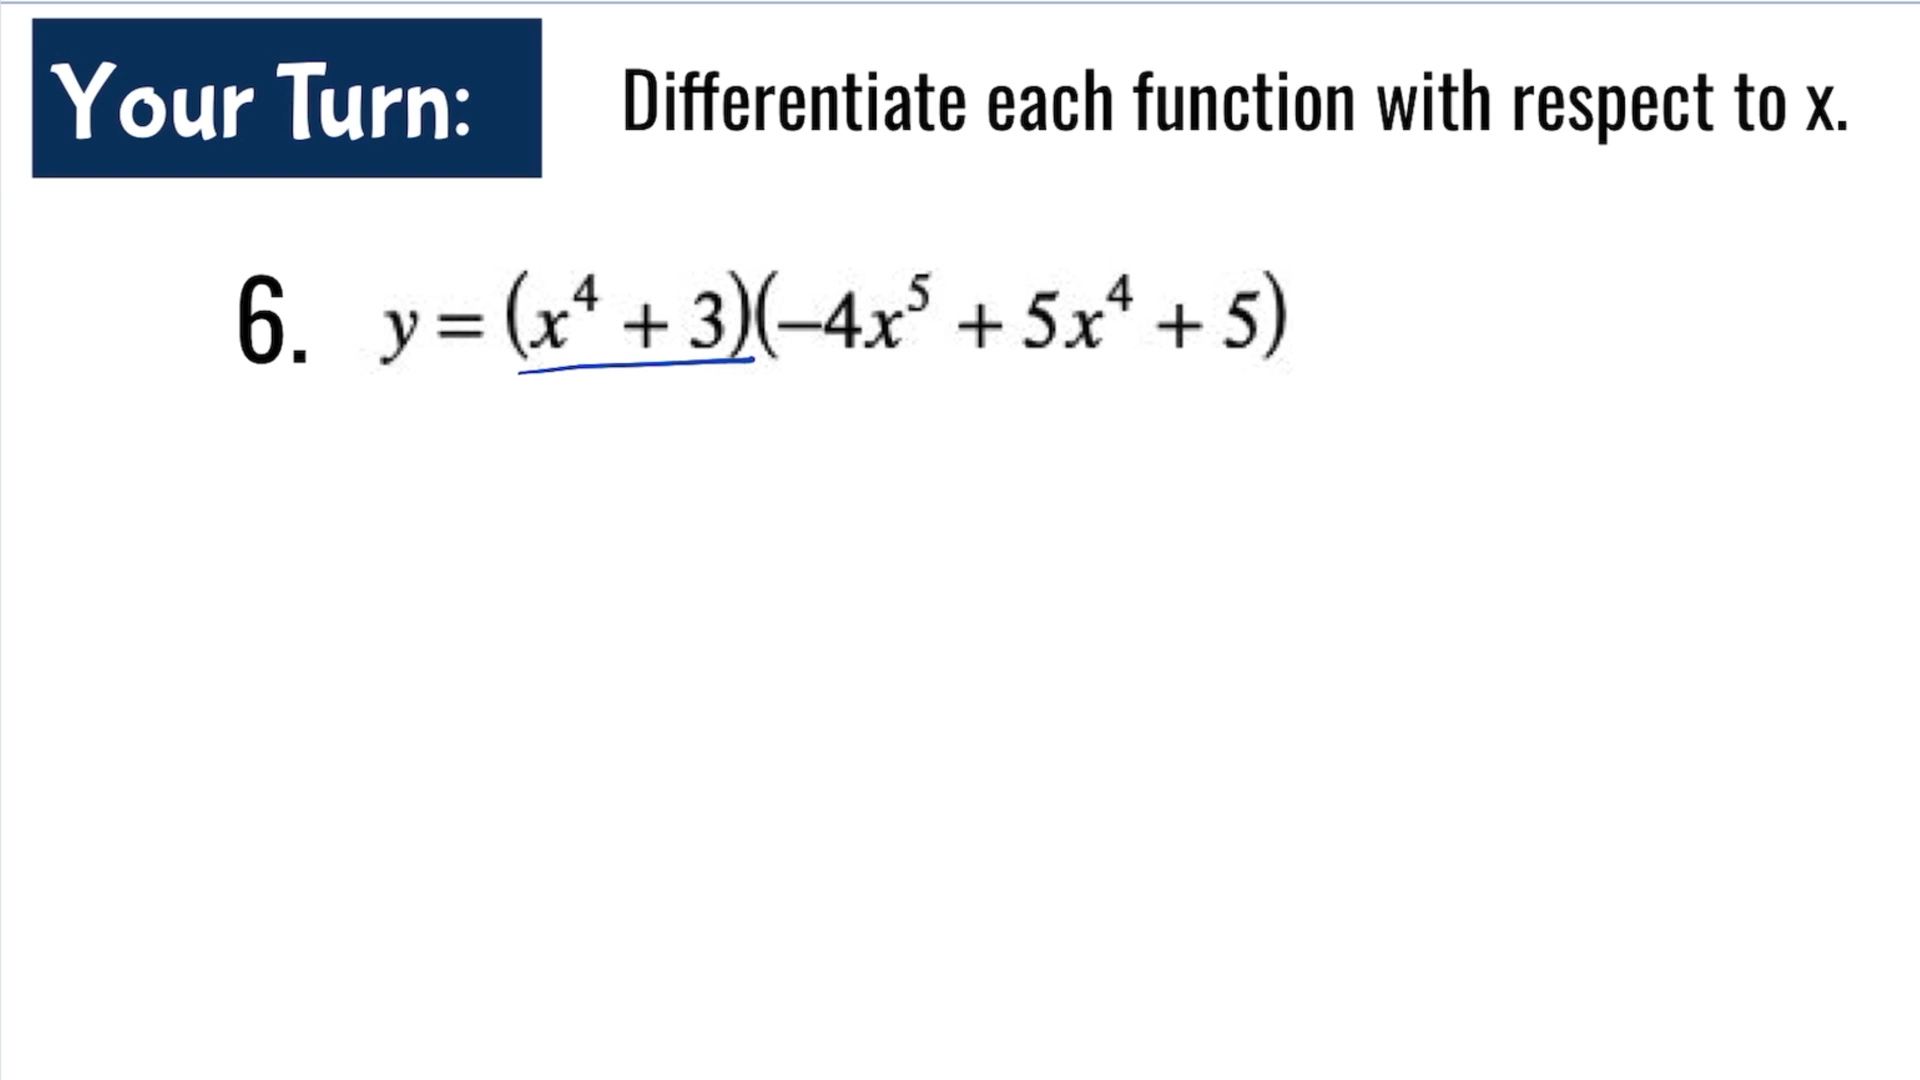 Your Turn:
Differentiate each function with respect to x.
6. y = (x⁴ + 3)(−4x⁵ + 5x⁴ + 5)